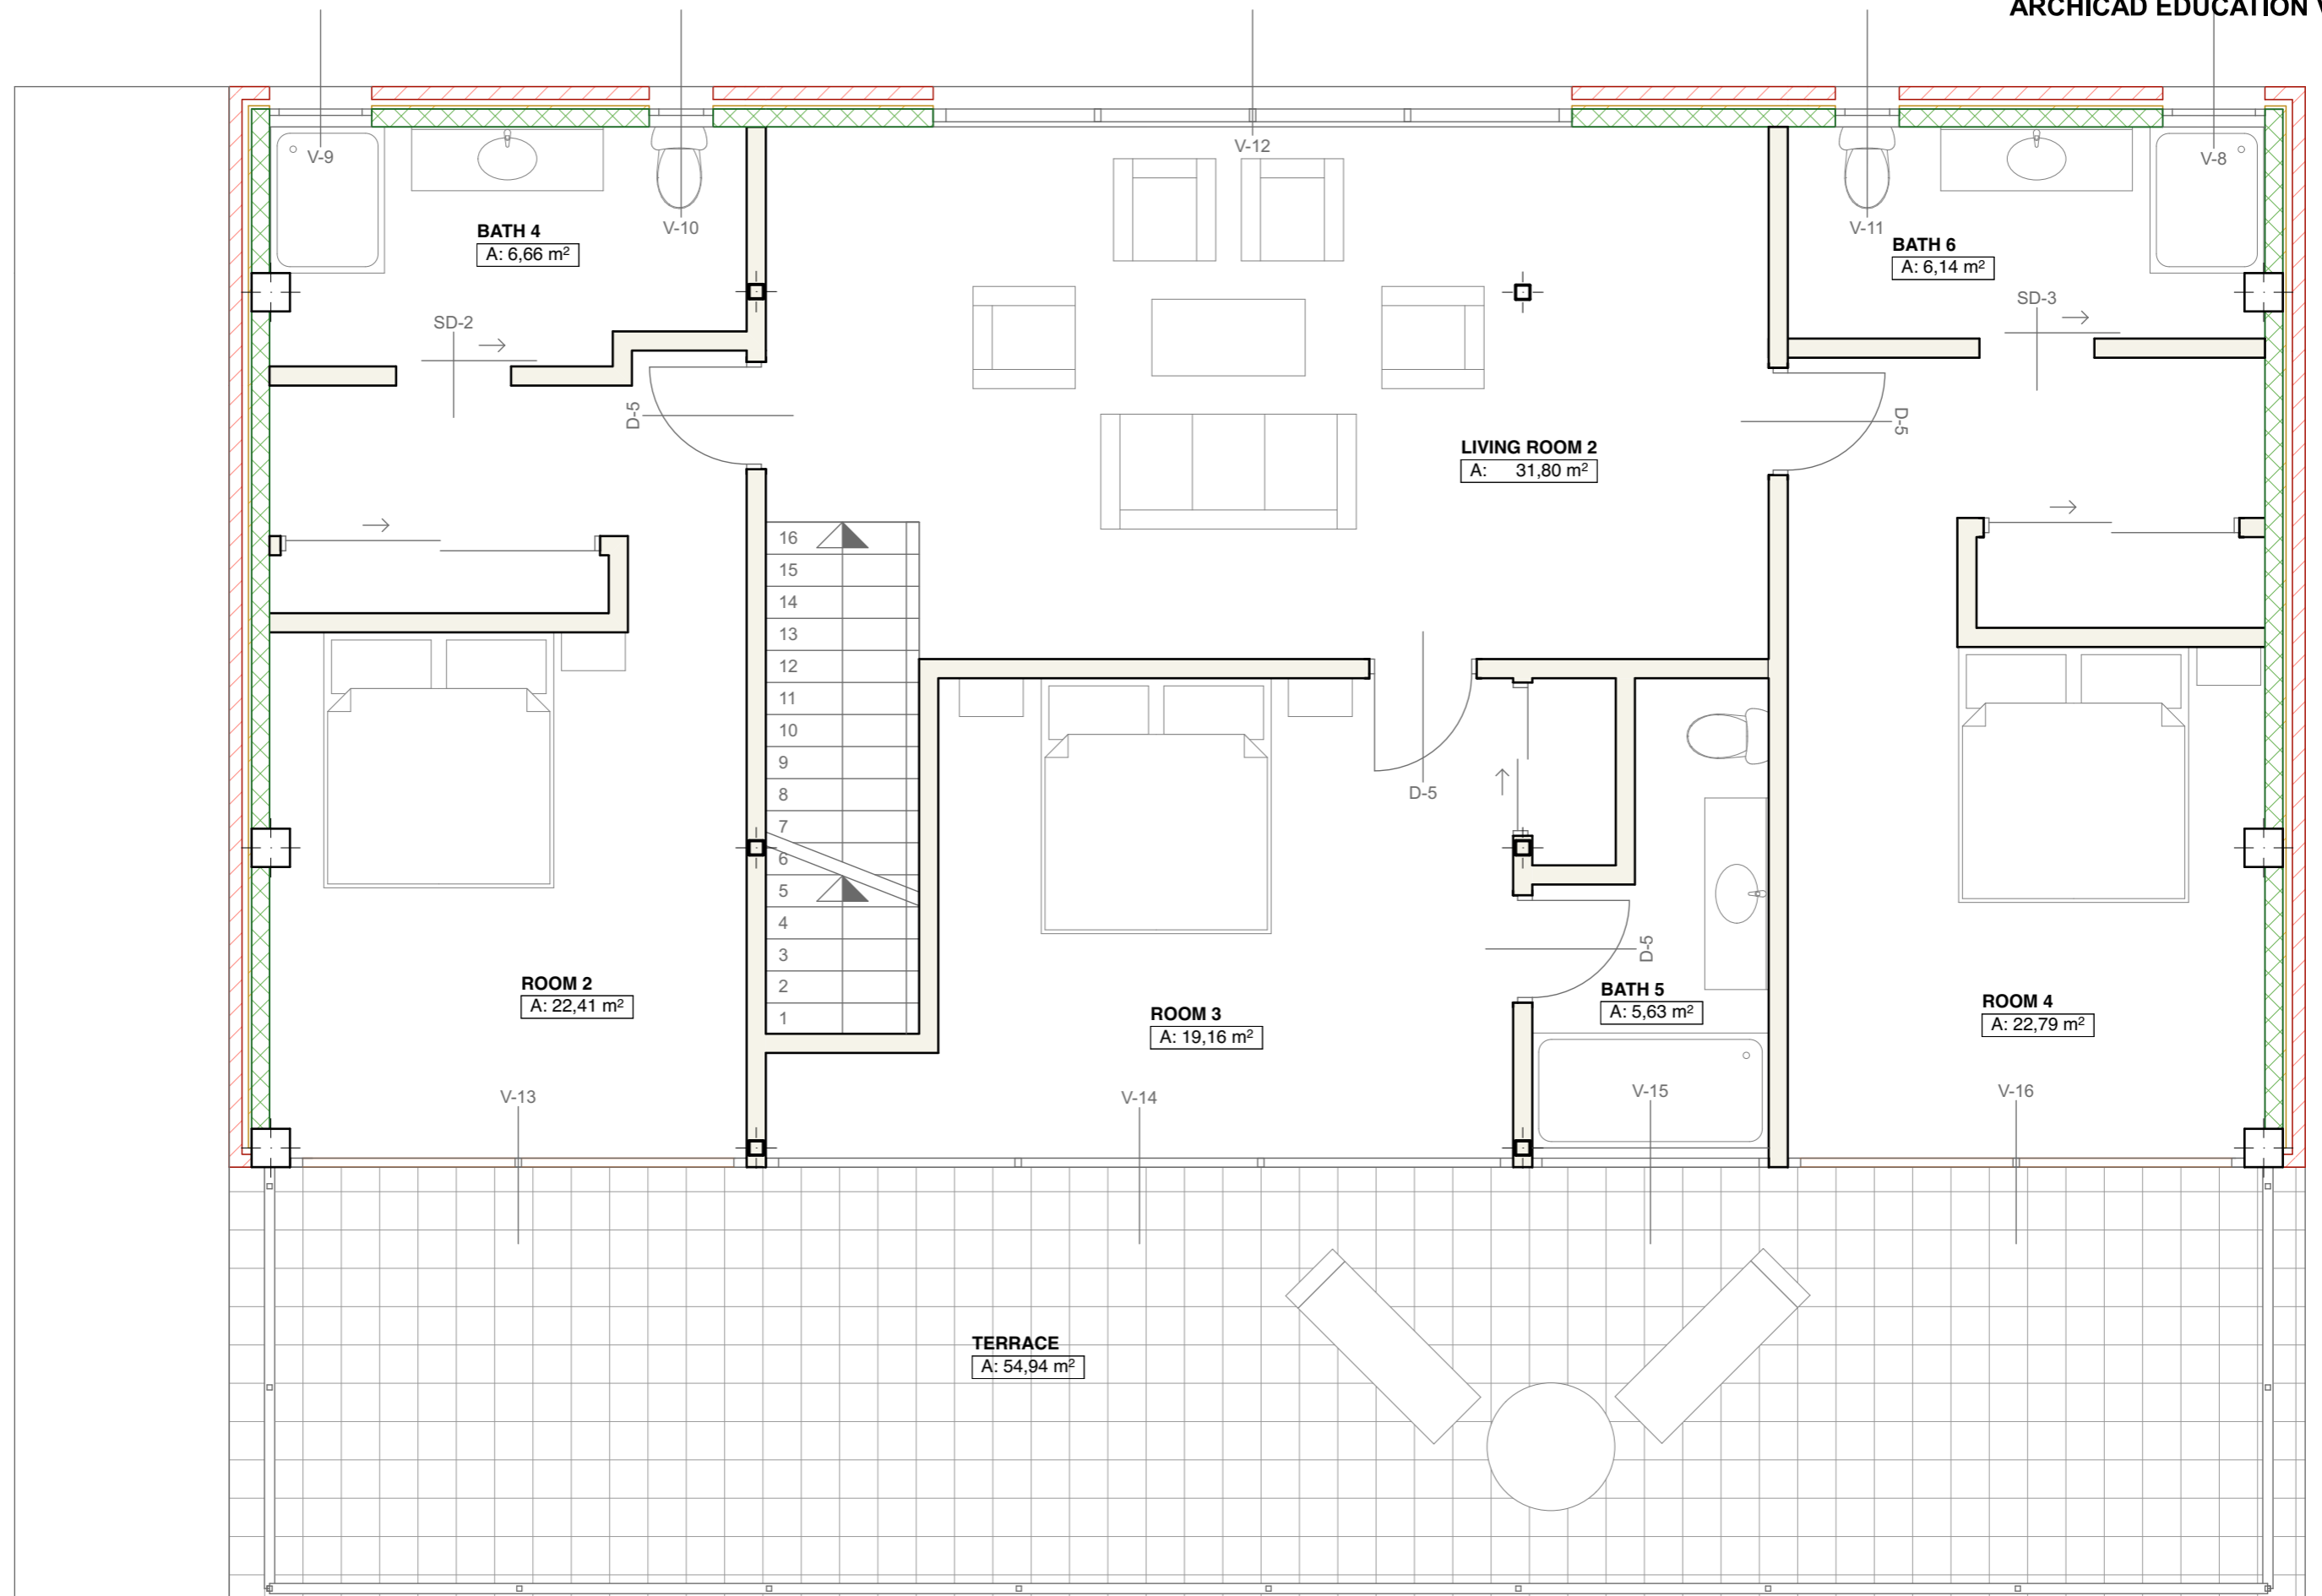 ARCHICAD EDUCATION
V-9
V-12
V-8
V-10
V-11
BATH 4
A: 6,66 m²
BATH 6
A: 6,14 m²
SD-2
SD-3
D-5
D-5
LIVING ROOM 2
A: 31,80 m²
16
15
14
13
12
11
10
9
8
7
6
5
4
3
2
1
D-5
D-5
ROOM 2
A: 22,41 m²
ROOM 3
A: 19,16 m²
BATH 5
A: 5,63 m²
ROOM 4
A: 22,79 m²
V-13
V-14
V-15
V-16
TERRACE
A: 54,94 m²